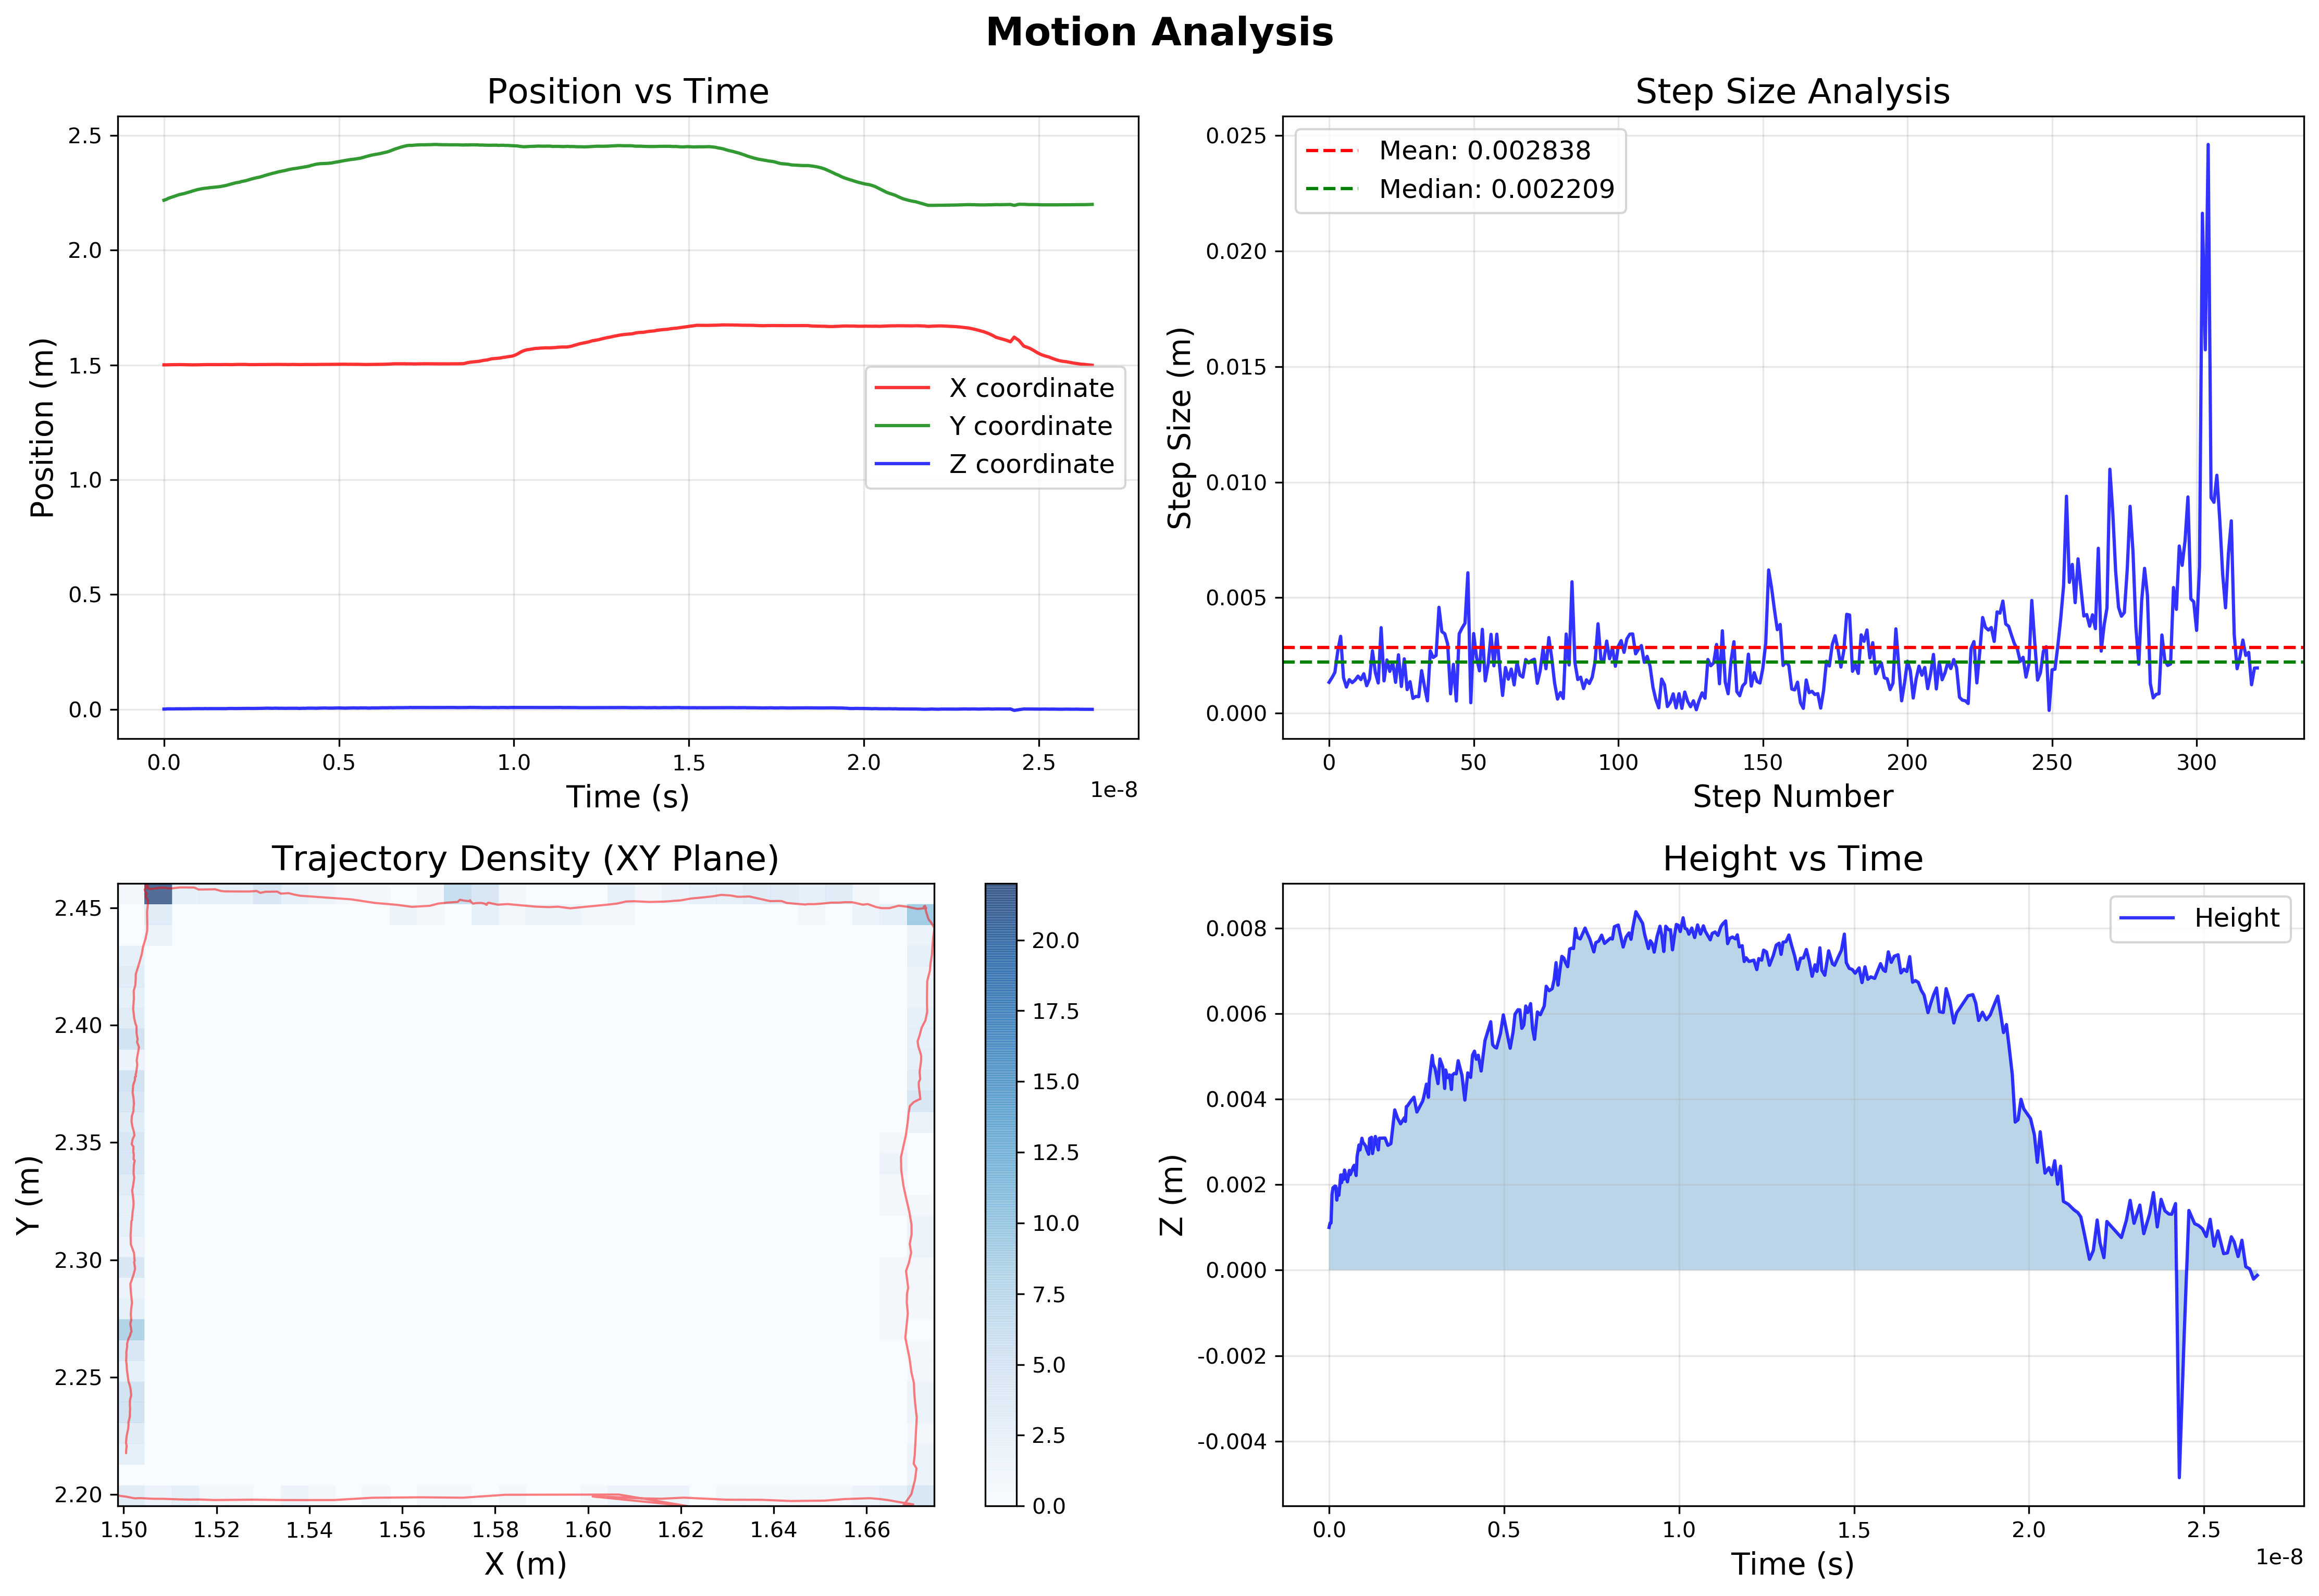 Motion Analysis
Position vs Time
2.5
2.0
1.5
1.0
0.5
0.0
Position (m)
X coordinate
Y coordinate
Z coordinate
0.0 0.5 1.0 1.5 2.0 2.5
1e-8
Time (s)
Step Size Analysis
0.025
0.020
0.015
0.010
0.005
0.000
Step Size (m)
Mean: 0.002838
Median: 0.002209
0 50 100 150 200 250 300
Step Number
Trajectory Density (XY Plane)
2.45
2.40
2.35
2.30
2.25
2.20
Y (m)
1.50 1.52 1.54 1.56 1.58 1.60 1.62 1.64 1.66
X (m)
20.0
17.5
15.0
12.5
10.0
7.5
5.0
2.5
0.0
Height vs Time
0.008
0.006
0.004
0.002
0.000
-0.002
-0.004
Z (m)
Height
0.0 0.5 1.0 1.5 2.0 2.5
1e-8
Time (s)